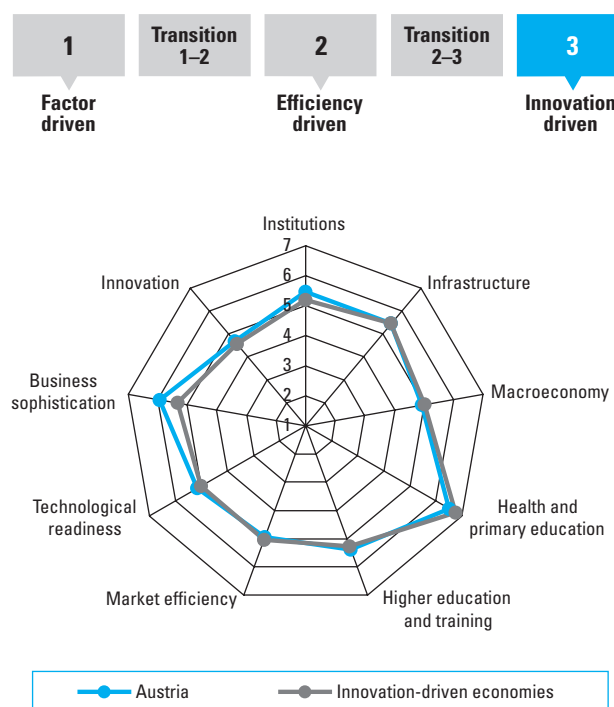 1
Transition
1–2
2
Transition
2–3
3
Factor
driven
Efficiency
driven
Innovation
driven
Institutions
7
6
5
4
3
2
1
Innovation
Infrastructure
Business
sophistication
Macroeconomy
Technological
readiness
Health and
primary education
Market efficiency
Higher education
and training
Austria
Innovation-driven economies